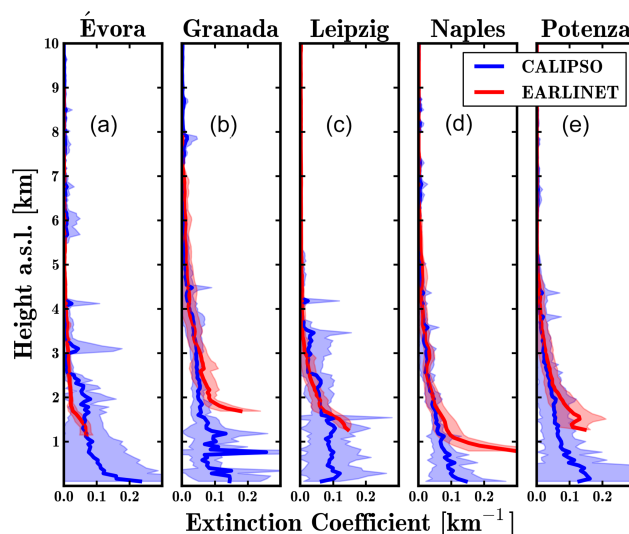 Évora Granada Leipzig Naples Potenza
CALIPSO
EARLINET
(a) (b) (c) (d) (e)
Height a.s.l. [km]
10
9
8
7
6
5
4
3
2
1
0.0 0.1 0.2 0.0 0.1 0.2 0.0 0.1 0.2 0.0 0.1 0.2 0.0 0.1 0.2
Extinction Coefficient [km⁻¹]